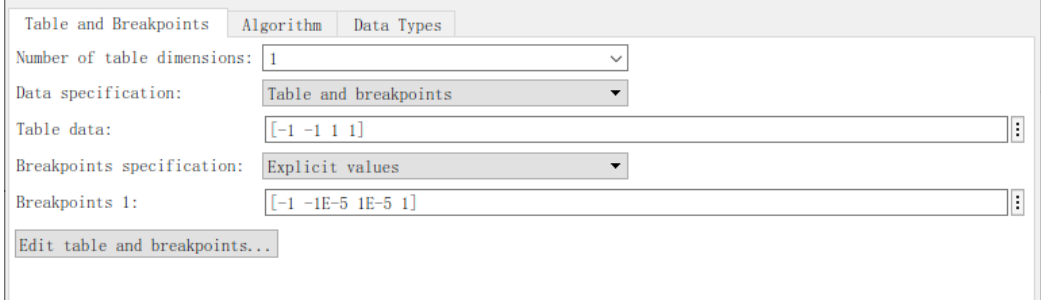 Table and Breakpoints Algorithm Data Types
Number of table dimensions: 1
Data specification: Table and breakpoints
Table data: [-1 -1 1 1]
Breakpoints specification: Explicit values
Breakpoints 1: [-1 -1E-5 1E-5 1]
Edit table and breakpoints...